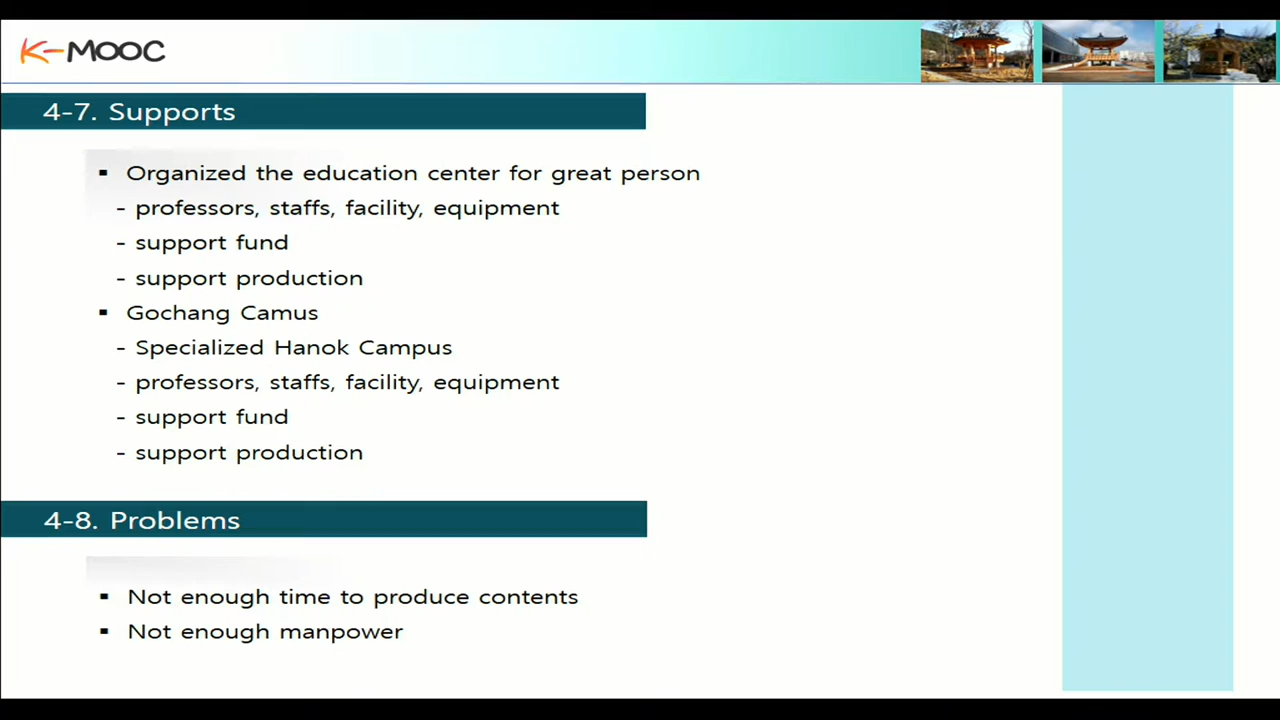 K-MOOC
4-7. Supports
▪ Organized the education center for great person
- professors, staffs, facility, equipment
- support fund
- support production
▪ Gochang Camus
- Specialized Hanok Campus
- professors, staffs, facility, equipment
- support fund
- support production
4-8. Problems
▪ Not enough time to produce contents
▪ Not enough manpower